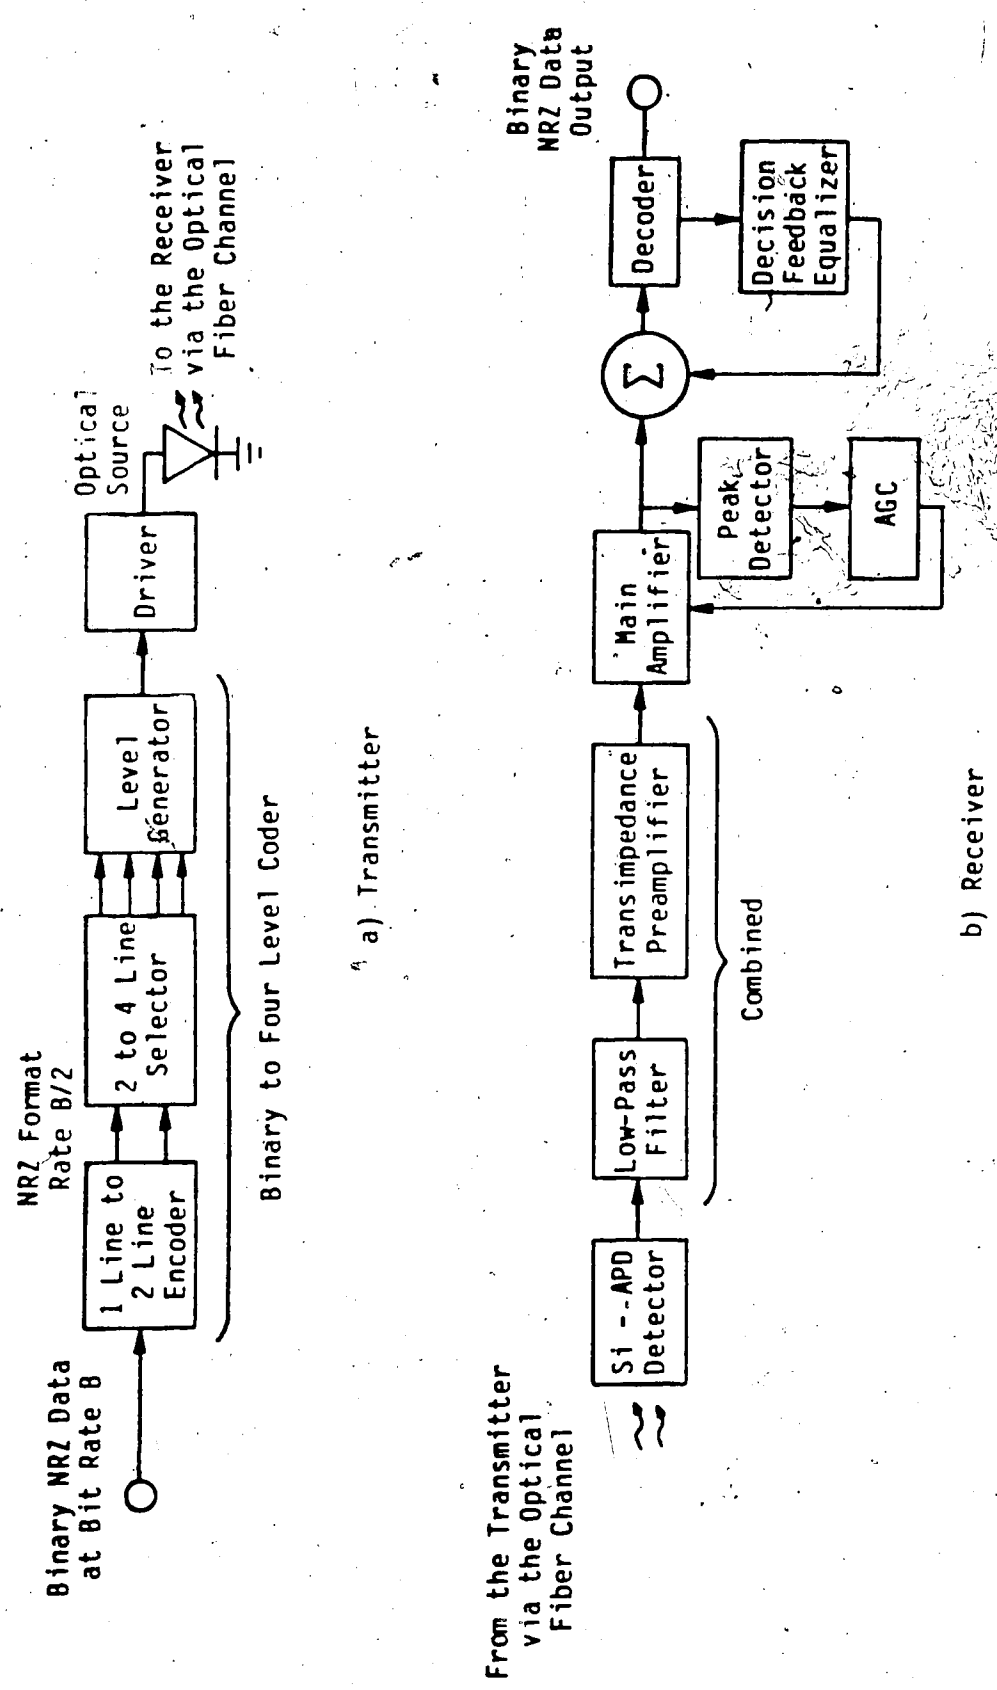 Binary NRZ Data
at Bit Rate B
1 Line to
2 Line
Encoder
NRZ Format
Rate B/2
2 to 4 Line
Selector
Level
Generator
Driver
Optical
Source
To the Receiver
via the Optical
Fiber Channel
Binary to Four Level Coder
a) Transmitter
From the Transmitter
via the Optical
Fiber Channel
Si - APD
Detector
Low-Pass
Filter
Transimpedance
Preamplifier
Combined
Main
Amplifier
Peak
Detector
AGC
Σ
Decoder
Decision
Feedback
Equalizer
Binary
NRZ Data
Output
b) Receiver